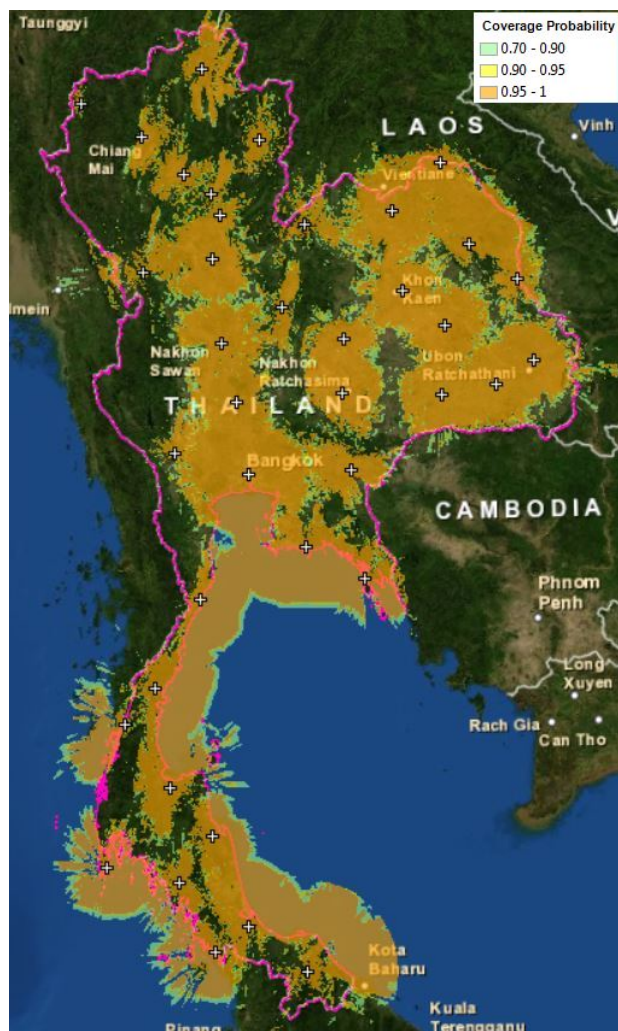 Taunggyi
Coverage Probability
0.70 - 0.90
0.90 - 0.95
0.95 - 1
LAOS
Vinh
Chiang
Mai
Vientiane
V
Khon
Kaen
lmein
Nakhon
Sawan
Nakhon
Ratchasima
Ubon
Ratchathani
THAILAND
Bangkok
CAMBODIA
Phnom
Penh
Long
Xuyen
Rach Gia
Can Tho
Kota
Baharu
Kuala
Terengganu
Pinang